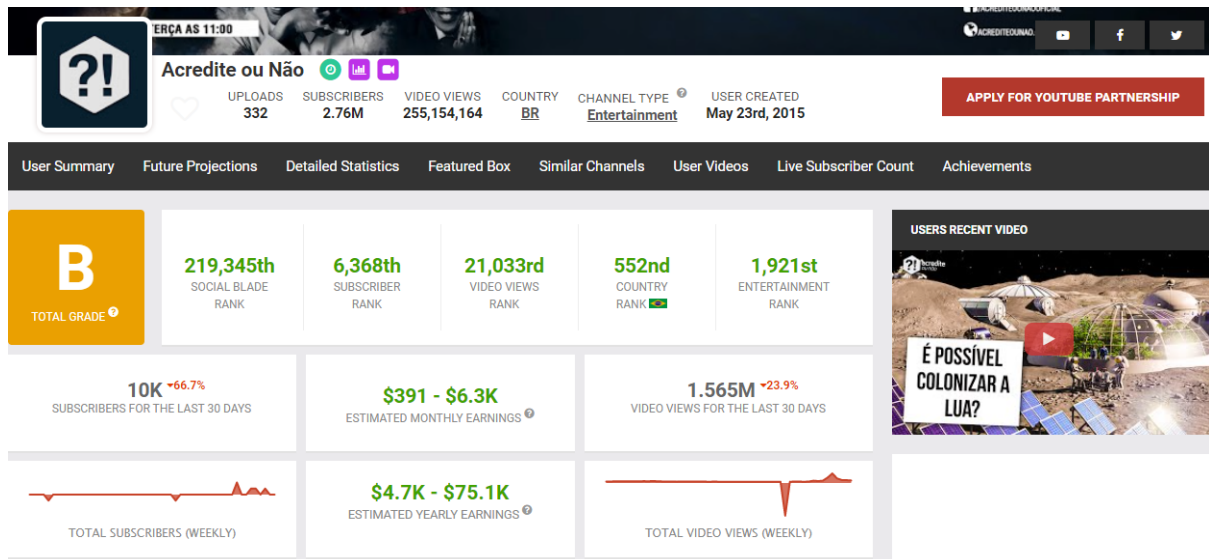 TERÇA AS 11:00
ACREDITEOUNAOOFICIAL
ACREDITEOUNAO.
?!
Acredite ou Não
UPLOADS
332
SUBSCRIBERS
2.76M
VIDEO VIEWS
255,154,164
COUNTRY
BR
CHANNEL TYPE ?
Entertainment
USER CREATED
May 23rd, 2015
APPLY FOR YOUTUBE PARTNERSHIP
User Summary Future Projections Detailed Statistics Featured Box Similar Channels User Videos Live Subscriber Count Achievements
B
TOTAL GRADE ?
219,345th
SOCIAL BLADE
RANK
6,368th
SUBSCRIBER
RANK
21,033rd
VIDEO VIEWS
RANK
552nd
COUNTRY
RANK
1,921st
ENTERTAINMENT
RANK
USERS RECENT VIDEO
?! acredite
É POSSÍVEL
COLONIZAR A
LUA?
10K 66.7%
SUBSCRIBERS FOR THE LAST 30 DAYS
$391 - $6.3K
ESTIMATED MONTHLY EARNINGS ?
1.565M 23.9%
VIDEO VIEWS FOR THE LAST 30 DAYS
TOTAL SUBSCRIBERS (WEEKLY)
$4.7K - $75.1K
ESTIMATED YEARLY EARNINGS ?
TOTAL VIDEO VIEWS (WEEKLY)